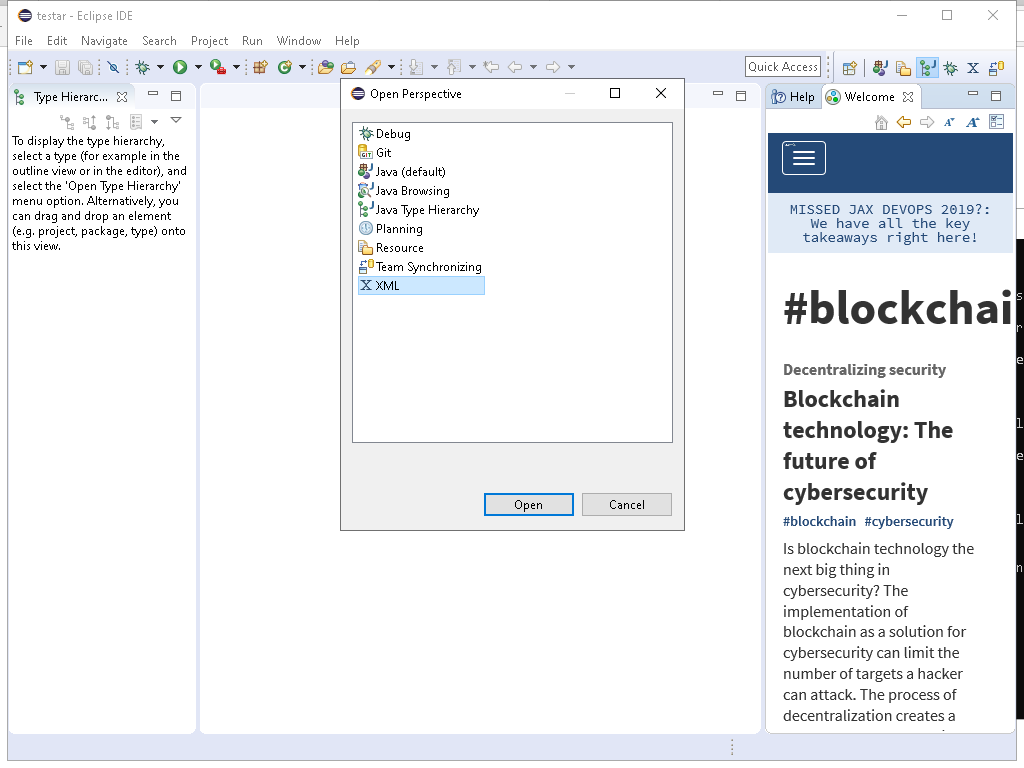 testar - Eclipse IDE
File Edit Navigate Search Project Run Window Help
Quick Access
Type Hierarc...
To display the type hierarchy,
select a type (for example in the
outline view or in the editor), and
select the 'Open Type Hierarchy'
menu option. Alternatively, you
can drag and drop an element
(e.g. project, package, type) onto
this view.
Open Perspective
Debug
Git
Java (default)
Java Browsing
Java Type Hierarchy
Planning
Resource
Team Synchronizing
XML
Open Cancel
Help Welcome
MISSED JAX DEVOPS 2019?:
We have all the key
takeaways right here!
#blockchai
Decentralizing security
Blockchain
technology: The
future of
cybersecurity
#blockchain #cybersecurity
Is blockchain technology the
next big thing in
cybersecurity? The
implementation of
blockchain as a solution for
cybersecurity can limit the
number of targets a hacker
can attack. The process of
decentralization creates a